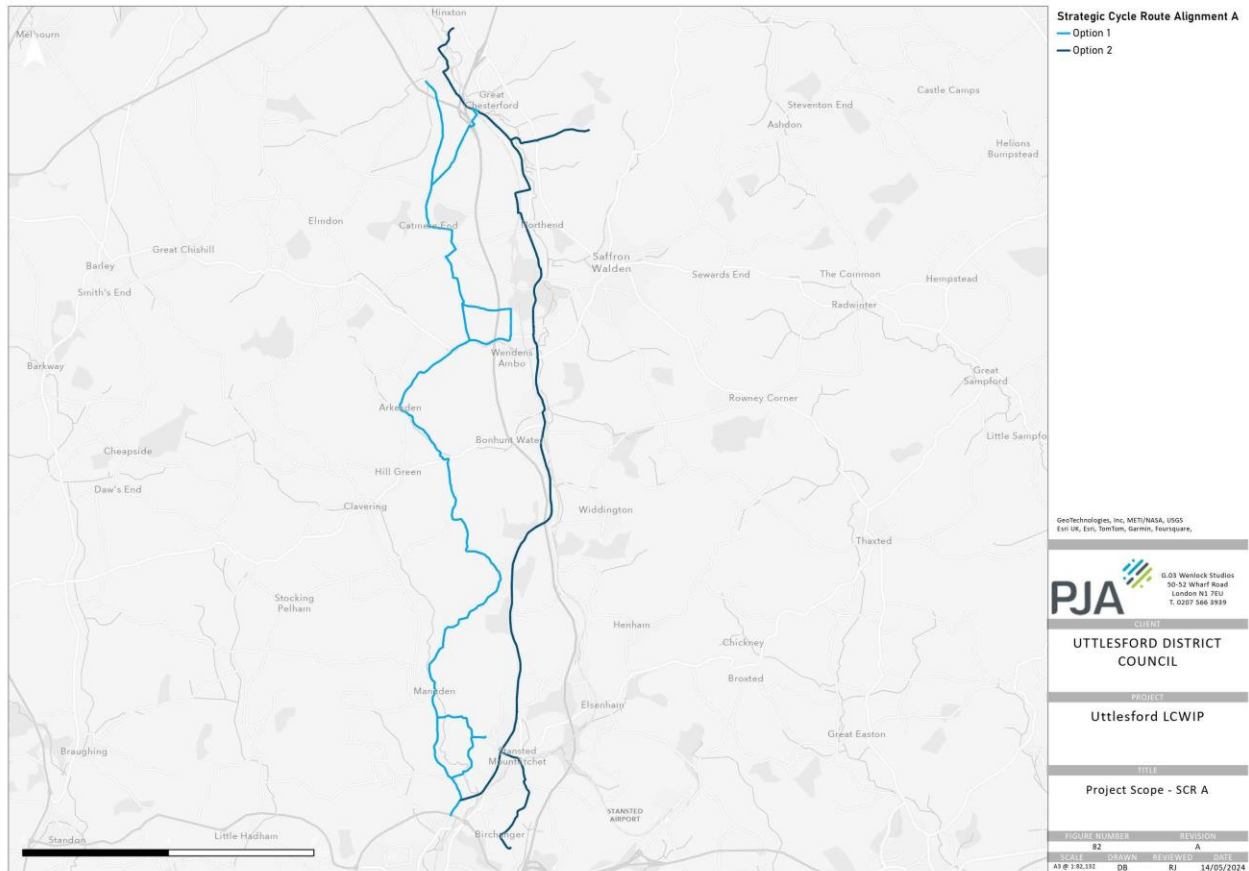 Hinxton
Melbourn
Great
Chesterford
Castle Camps
Steventon End
Ashdon
Helions
Bumpstead
Elmdon
Catmere End
Northend
Great Chishill
Saffron
Walden
Barley
Sewards End
The Common
Hempstead
Smith's End
Radwinter
Wendens
Ambo
Barkway
Great
Sampford
Arkesden
Rowney Corner
Bonhunt Water
Little Sampfo
Cheapside
Hill Green
Daw's End
Clavering
Widdington
Thaxted
Stocking
Pelham
Henham
Chickney
Broxted
Manuden
Elsenham
Great Easton
Braughing
Stansted
Mountfitchet
STANSTED
AIRPORT
Birchanger
Standon
Little Hadham
Strategic Cycle Route Alignment A
Option 1
Option 2
GeoTechnologies, Inc, METI/NASA, USGS
Esri UK, Esri, TomTom, Garmin, Foursquare,
PJA
G.03 Wenlock Studios
50-52 Wharf Road
London N1 7EU
T. 0207 566 3939
CLIENT
UTTLESFORD DISTRICT
COUNCIL
PROJECT
Uttlesford LCWIP
TITLE
Project Scope - SCR A
FIGURE NUMBER REVISION
82 A
SCALE DRAWN REVIEWED DATE
A3 @ 1:82,132 DB RJ 14/05/2024